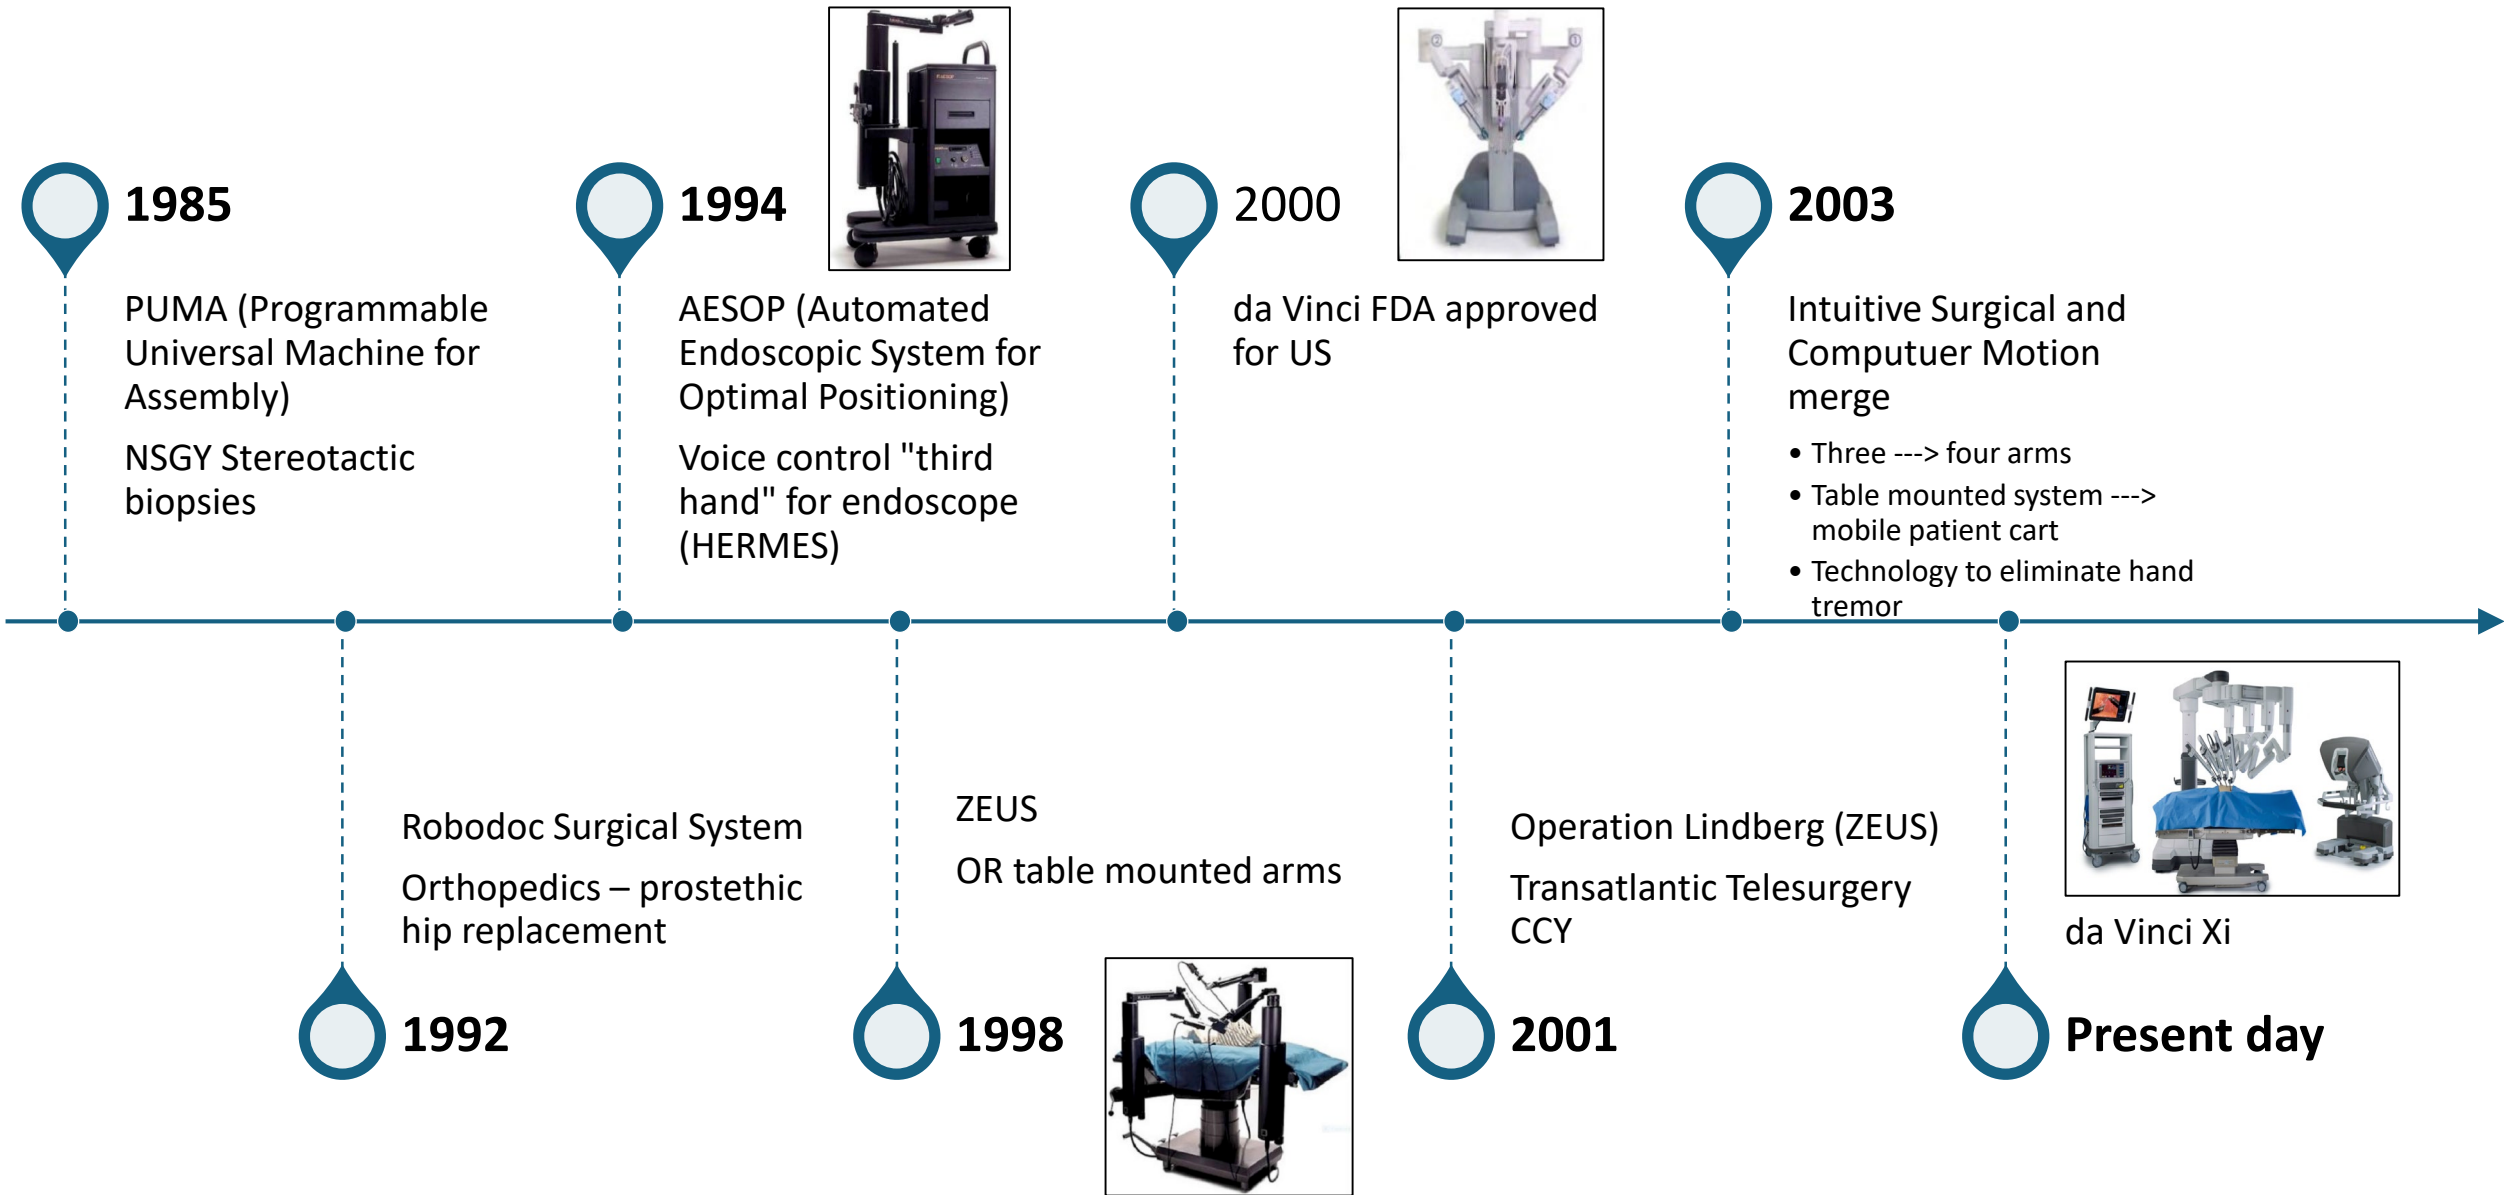 1985
PUMA (Programmable
Universal Machine for
Assembly)
NSGY Stereotactic
biopsies
1994
AESOP (Automated
Endoscopic System for
Optimal Positioning)
Voice control "third
hand" for endoscope
(HERMES)
2000
da Vinci FDA approved
for US
2003
Intuitive Surgical and
Computuer Motion
merge
• Three ---> four arms
• Table mounted system --->
mobile patient cart
• Technology to eliminate hand
tremor
Robodoc Surgical System
Orthopedics – prostethic
hip replacement
1992
ZEUS
OR table mounted arms
1998
Operation Lindberg (ZEUS)
Transatlantic Telesurgery
CCY
2001
da Vinci Xi
Present day